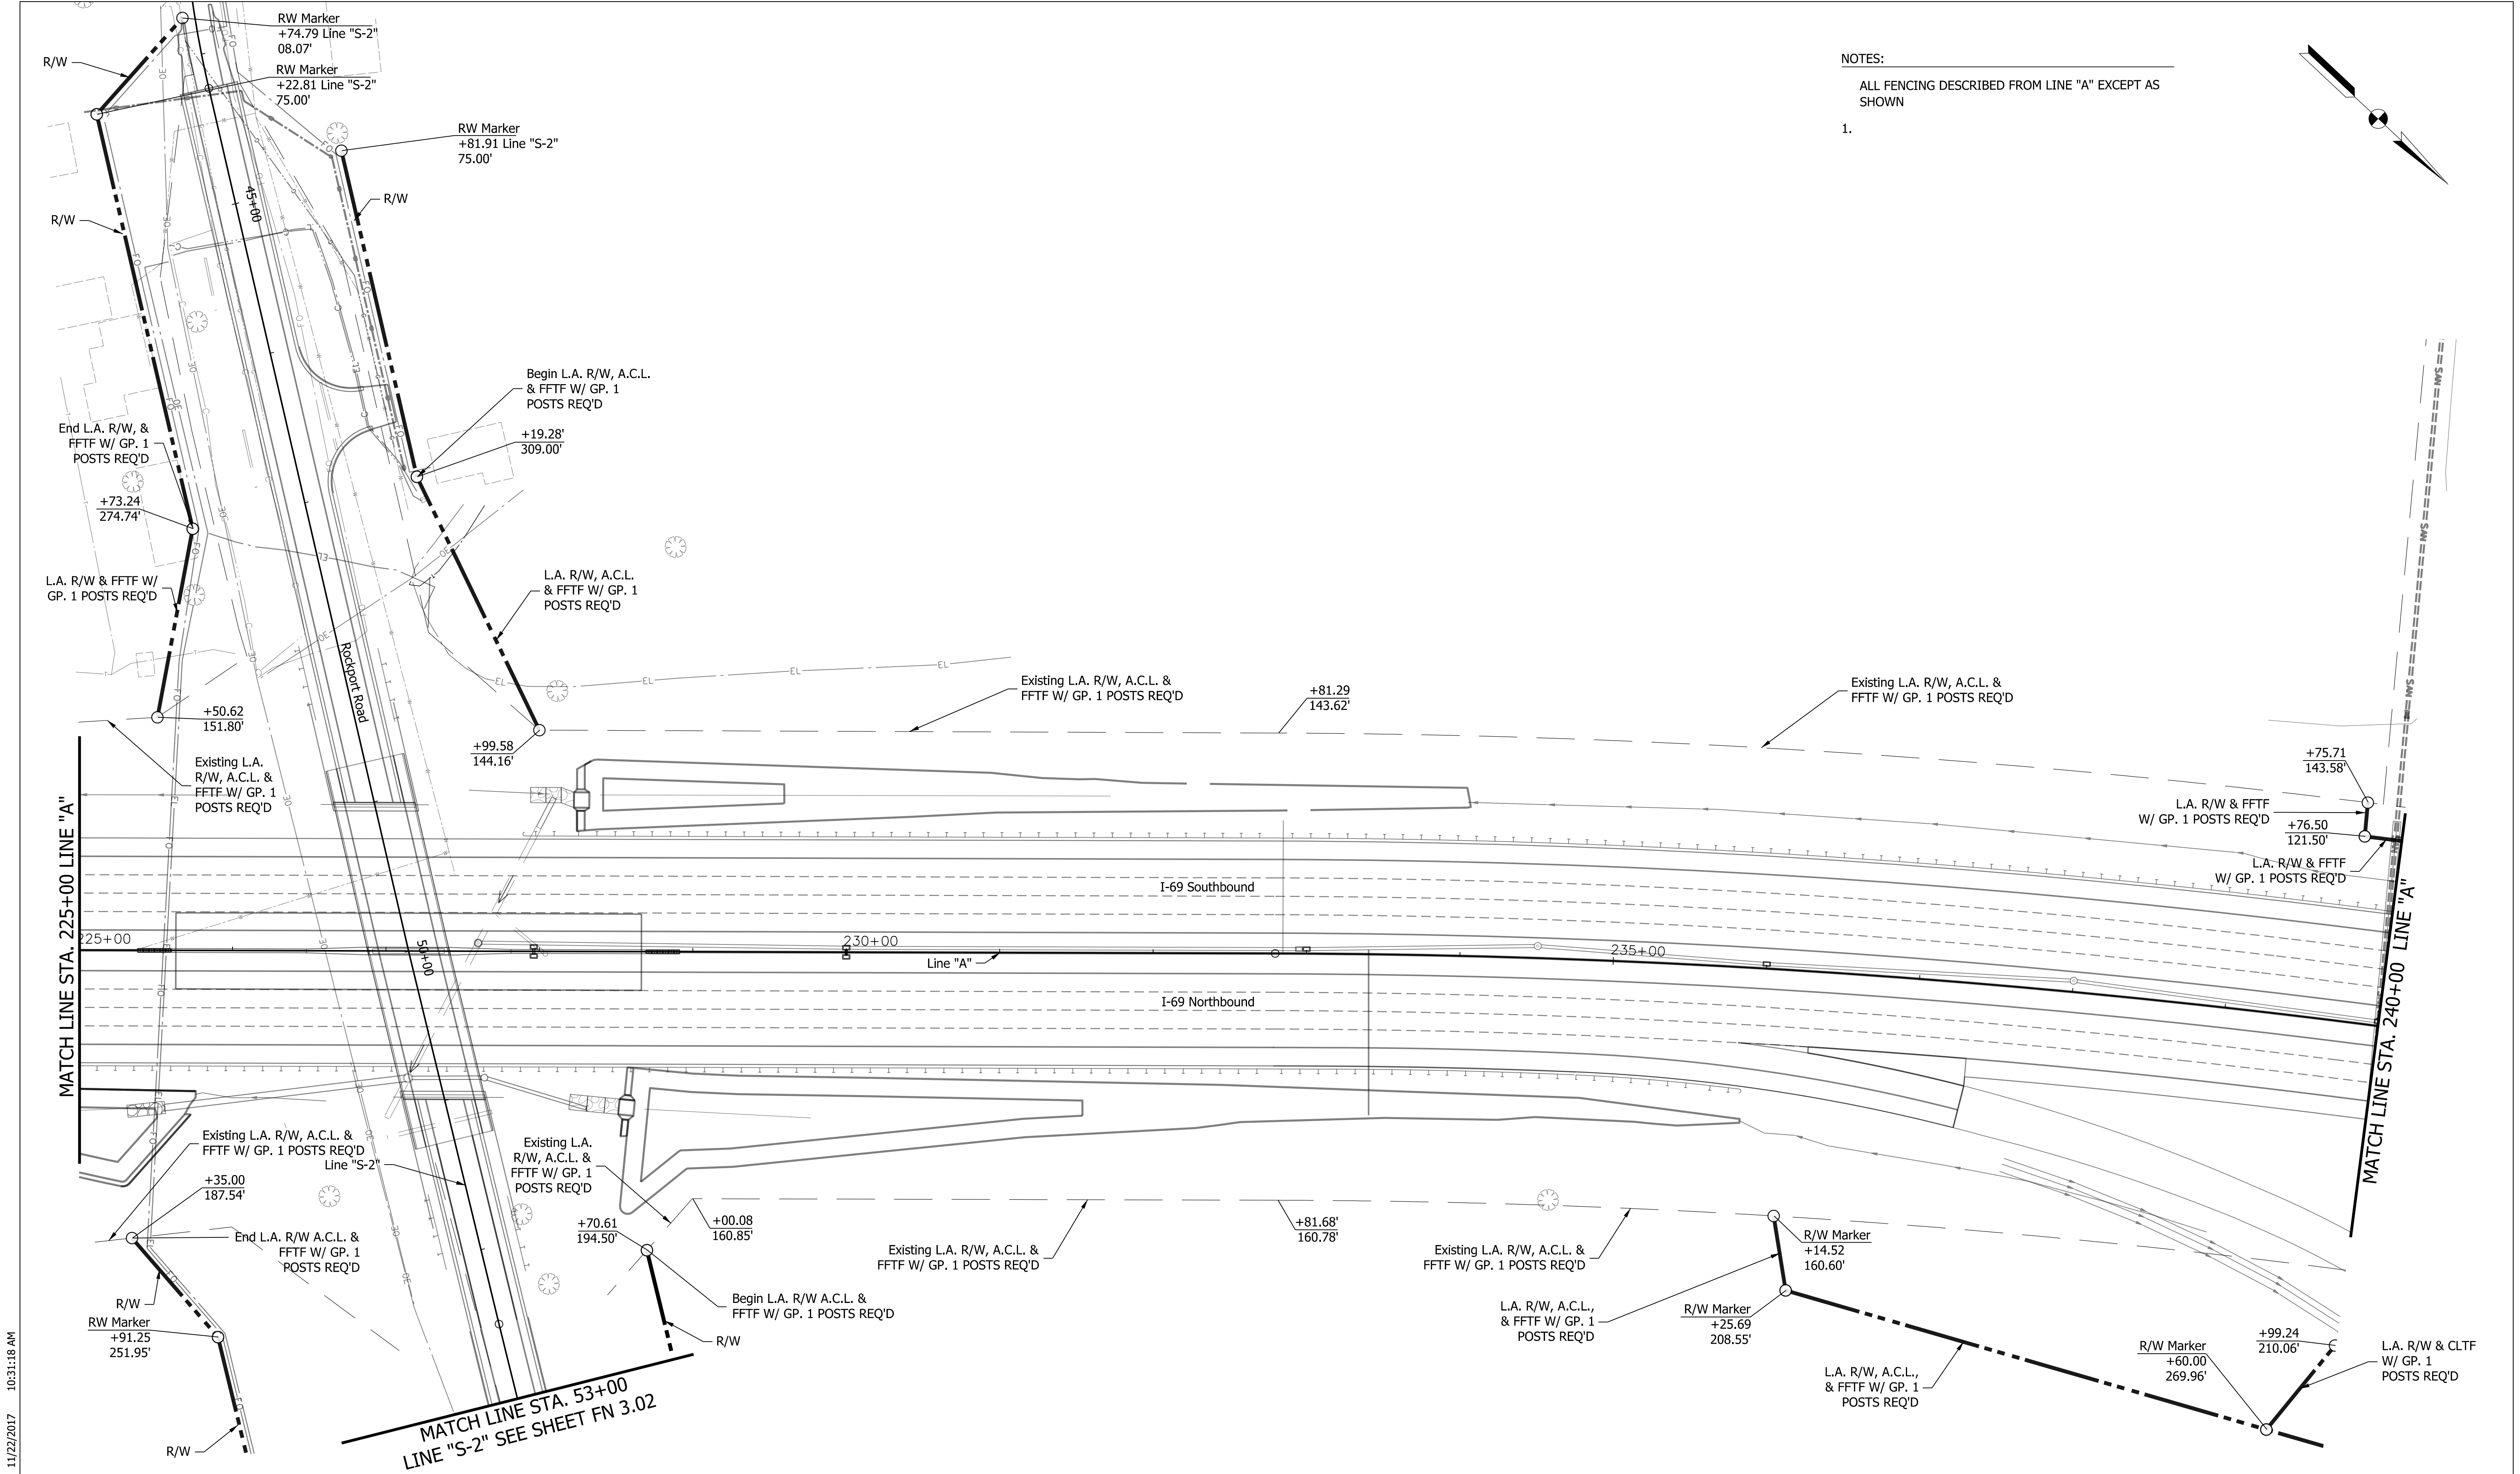 RW Marker
+74.79 Line "S-2"
08.07'
R/W
RW Marker
+22.81 Line "S-2"
75.00'
RW Marker
+81.91 Line "S-2"
75.00'
R/W
R/W
45+00
NOTES:
ALL FENCING DESCRIBED FROM LINE "A" EXCEPT AS
SHOWN
1.
Begin L.A. R/W, A.C.L.
& FFTF W/ GP. 1
POSTS REQ'D
+19.28'
309.00'
End L.A. R/W, &
FFTF W/ GP. 1
POSTS REQ'D
+73.24
274.74'
L.A. R/W & FFTF W/
GP. 1 POSTS REQ'D
L.A. R/W, A.C.L.
& FFTF W/ GP. 1
POSTS REQ'D
Rockport Road
+50.62
151.80'
+99.58
144.16'
Existing L.A.
R/W, A.C.L. &
FFTF W/ GP. 1
POSTS REQ'D
EL
EL
EL
EL
Existing L.A. R/W, A.C.L. &
FFTF W/ GP. 1 POSTS REQ'D
+81.29
143.62'
Existing L.A. R/W, A.C.L. &
FFTF W/ GP. 1 POSTS REQ'D
SAN
SAN
SAN
+75.71
143.58'
L.A. R/W & FFTF
W/ GP. 1 POSTS REQ'D
+76.50
121.50'
L.A. R/W & FFTF
W/ GP. 1 POSTS REQ'D
MATCH LINE STA. 225+00 LINE "A"
I-69 Southbound
225+00
230+00
235+00
50+00
Line "A"
I-69 Northbound
MATCH LINE STA. 240+00 LINE "A"
Existing L.A. R/W, A.C.L. &
FFTF W/ GP. 1 POSTS REQ'D
Line "S-2"
+35.00
187.54'
End L.A. R/W A.C.L. &
FFTF W/ GP. 1
POSTS REQ'D
R/W
RW Marker
+91.25
251.95'
R/W
Existing L.A.
R/W, A.C.L. &
FFTF W/ GP. 1
POSTS REQ'D
+70.61
194.50'
+00.08
160.85'
Begin L.A. R/W A.C.L. &
FFTF W/ GP. 1 POSTS REQ'D
R/W
Existing L.A. R/W, A.C.L. &
FFTF W/ GP. 1 POSTS REQ'D
+81.68'
160.78'
Existing L.A. R/W, A.C.L. &
FFTF W/ GP. 1 POSTS REQ'D
R/W Marker
+14.52
160.60'
L.A. R/W, A.C.L.,
& FFTF W/ GP. 1
POSTS REQ'D
R/W Marker
+25.69
208.55'
L.A. R/W, A.C.L.,
& FFTF W/ GP. 1
POSTS REQ'D
R/W Marker
+60.00
269.96'
+99.24
210.06'
L.A. R/W & CLTF
W/ GP. 1
POSTS REQ'D
MATCH LINE STA. 53+00
LINE "S-2" SEE SHEET FN 3.02
11/22/2017 10:31:18 AM